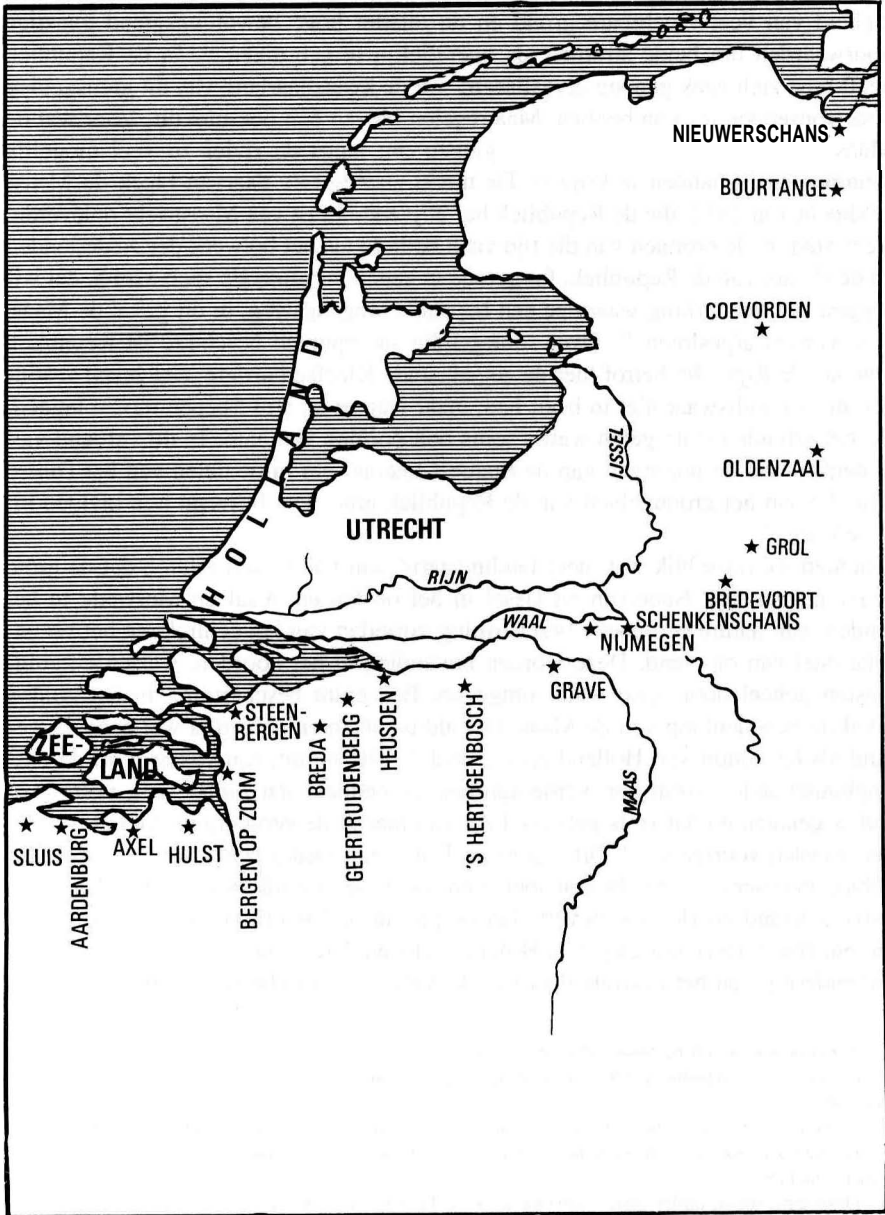 NIEUWERSCHANS
BOURTANGE
COEVORDEN
HOLLAND
IJSSEL
OLDENZAAL
UTRECHT
GROL
RIJN
BREDEVOORT
WAAL
SCHENKENSCHANS
NIJMEGEN
GRAVE
STEEN-
BERGEN
BREDA
GEERTRUIDENBERG
HEUSDEN
'S HERTOGENBOSCH
MAAS
ZEE-
LAND
BERGEN OP ZOOM
SLUIS
AARDENBURG
AXEL
HULST